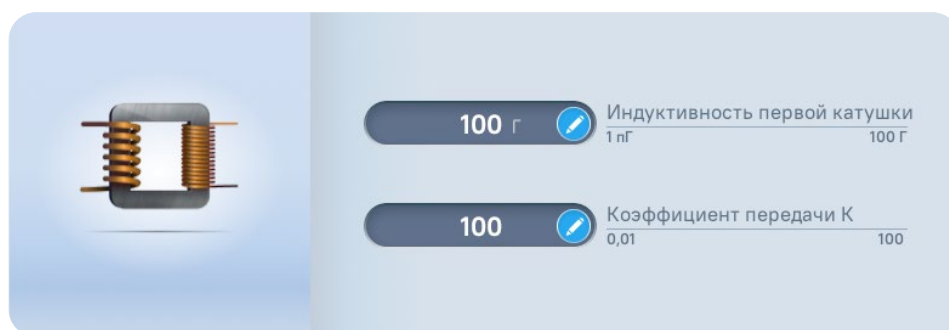 100 г
Индуктивность первой катушки
1 пГ 100 Г
100
Коэффициент передачи К
0,01 100